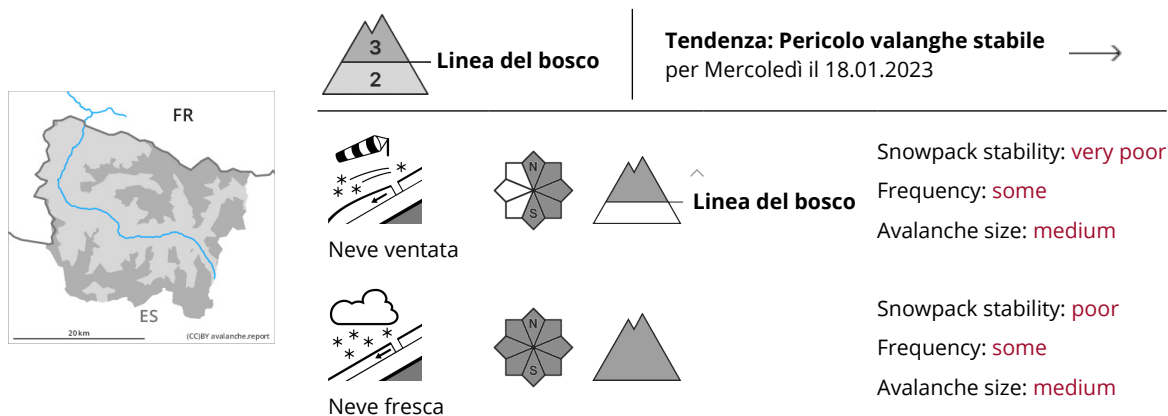 FR
ES
20 km
(CC)BY avalanche.report
3
2
Linea del bosco
Tendenza: Pericolo valanghe stabile
per Mercoledì il 18.01.2023
N
S
Linea del bosco
Neve ventata
Snowpack stability: very poor
Frequency: some
Avalanche size: medium
N
S
Neve fresca
Snowpack stability: poor
Frequency: some
Avalanche size: medium